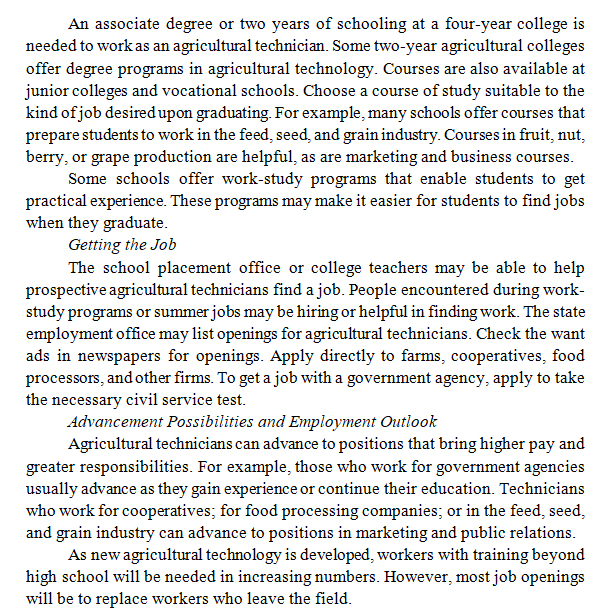 An associate degree or two years of schooling at a four-year college is
needed to work as an agricultural technician. Some two-year agricultural colleges
offer degree programs in agricultural technology. Courses are also available at
junior colleges and vocational schools. Choose a course of study suitable to the
kind of job desired upon graduating. For example, many schools offer courses that
prepare students to work in the feed, seed, and grain industry. Courses in fruit, nut,
berry, or grape production are helpful, as are marketing and business courses.
Some schools offer work-study programs that enable students to get
practical experience. These programs may make it easier for students to find jobs
when they graduate.
Getting the Job
The school placement office or college teachers may be able to help
prospective agricultural technicians find a job. People encountered during work-
study programs or summer jobs may be hiring or helpful in finding work. The state
employment office may list openings for agricultural technicians. Check the want
ads in newspapers for openings. Apply directly to farms, cooperatives, food
processors, and other firms. To get a job with a government agency, apply to take
the necessary civil service test.
Advancement Possibilities and Employment Outlook
Agricultural technicians can advance to positions that bring higher pay and
greater responsibilities. For example, those who work for government agencies
usually advance as they gain experience or continue their education. Technicians
who work for cooperatives; for food processing companies; or in the feed, seed,
and grain industry can advance to positions in marketing and public relations.
As new agricultural technology is developed, workers with training beyond
high school will be needed in increasing numbers. However, most job openings
will be to replace workers who leave the field.